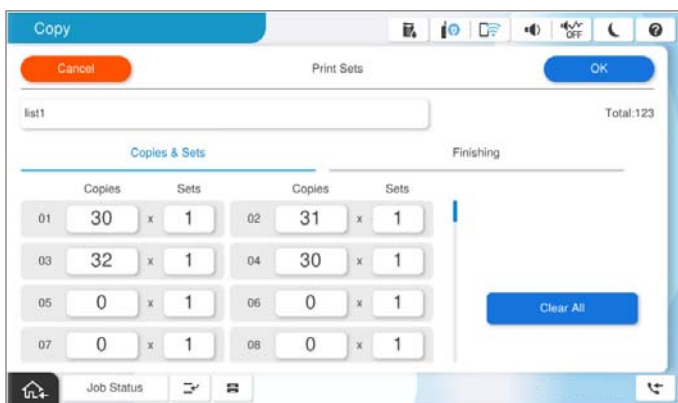 Copy
OFF
Cancel Print Sets OK
list1 Total:123
Copies & Sets Finishing
Copies Sets Copies Sets
01 30 x 1 02 31 x 1
03 32 x 1 04 30 x 1
05 0 x 1 06 0 x 1
Clear All
07 0 x 1 08 0 x 1
Job Status